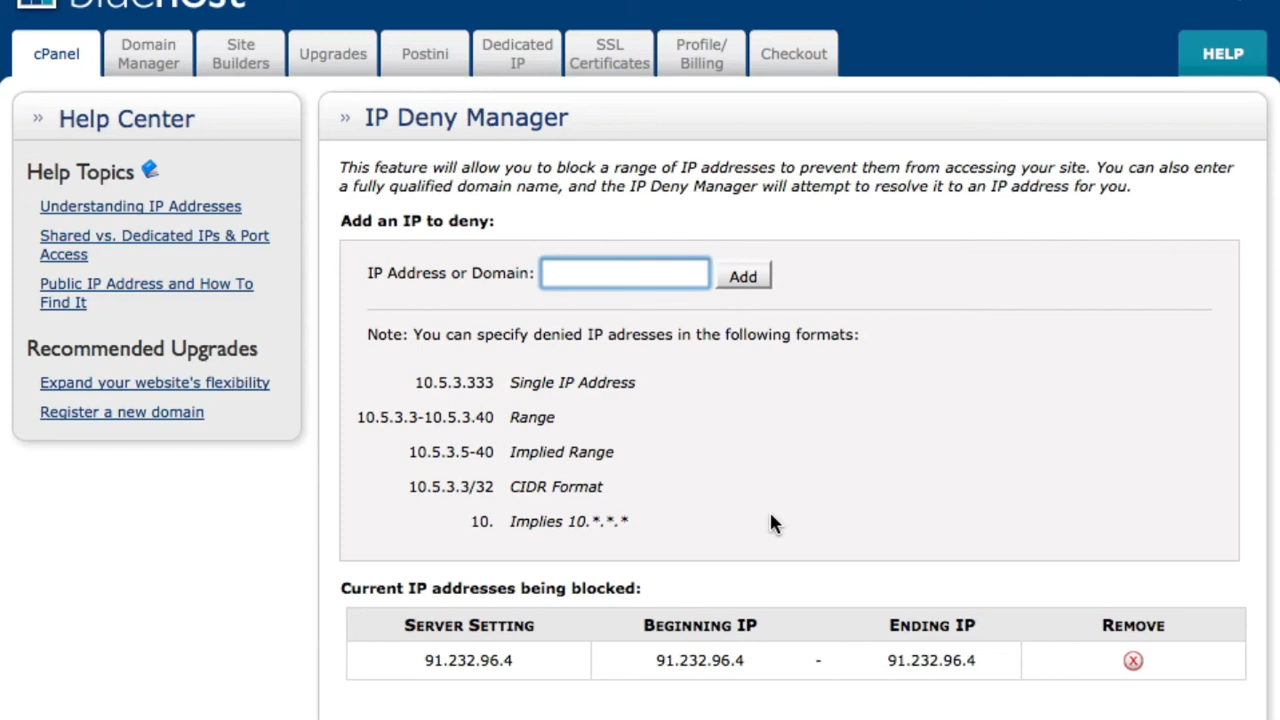 bluehost
cPanel
Domain
Manager
Site
Builders
Upgrades
Postini
Dedicated
IP
SSL
Certificates
Profile/
Billing
Checkout
HELP
» Help Center
Help Topics
Understanding IP Addresses
Shared vs. Dedicated IPs & Port
Access
Public IP Address and How To
Find It
Recommended Upgrades
Expand your website's flexibility
Register a new domain
» IP Deny Manager
This feature will allow you to block a range of IP addresses to prevent them from accessing your site. You can also enter
a fully qualified domain name, and the IP Deny Manager will attempt to resolve it to an IP address for you.
Add an IP to deny:
IP Address or Domain: Add
Note: You can specify denied IP adresses in the following formats:
10.5.3.333 Single IP Address
10.5.3.3-10.5.3.40 Range
10.5.3.5-40 Implied Range
10.5.3.3/32 CIDR Format
10. Implies 10.*.*.*
Current IP addresses being blocked:
SERVER SETTING BEGINNING IP ENDING IP REMOVE
91.232.96.4 91.232.96.4 - 91.232.96.4